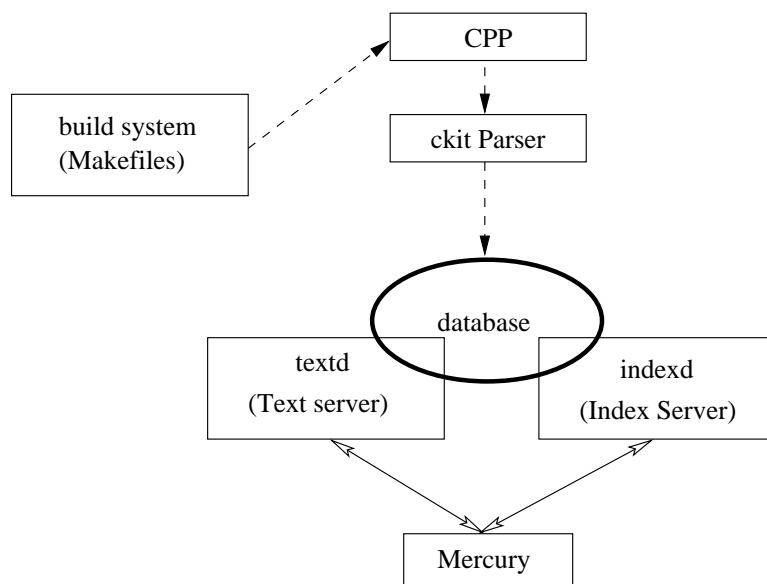 CPP
build system
(Makefiles)
ckit Parser
database
textd
(Text server)
indexd
(Index Server)
Mercury